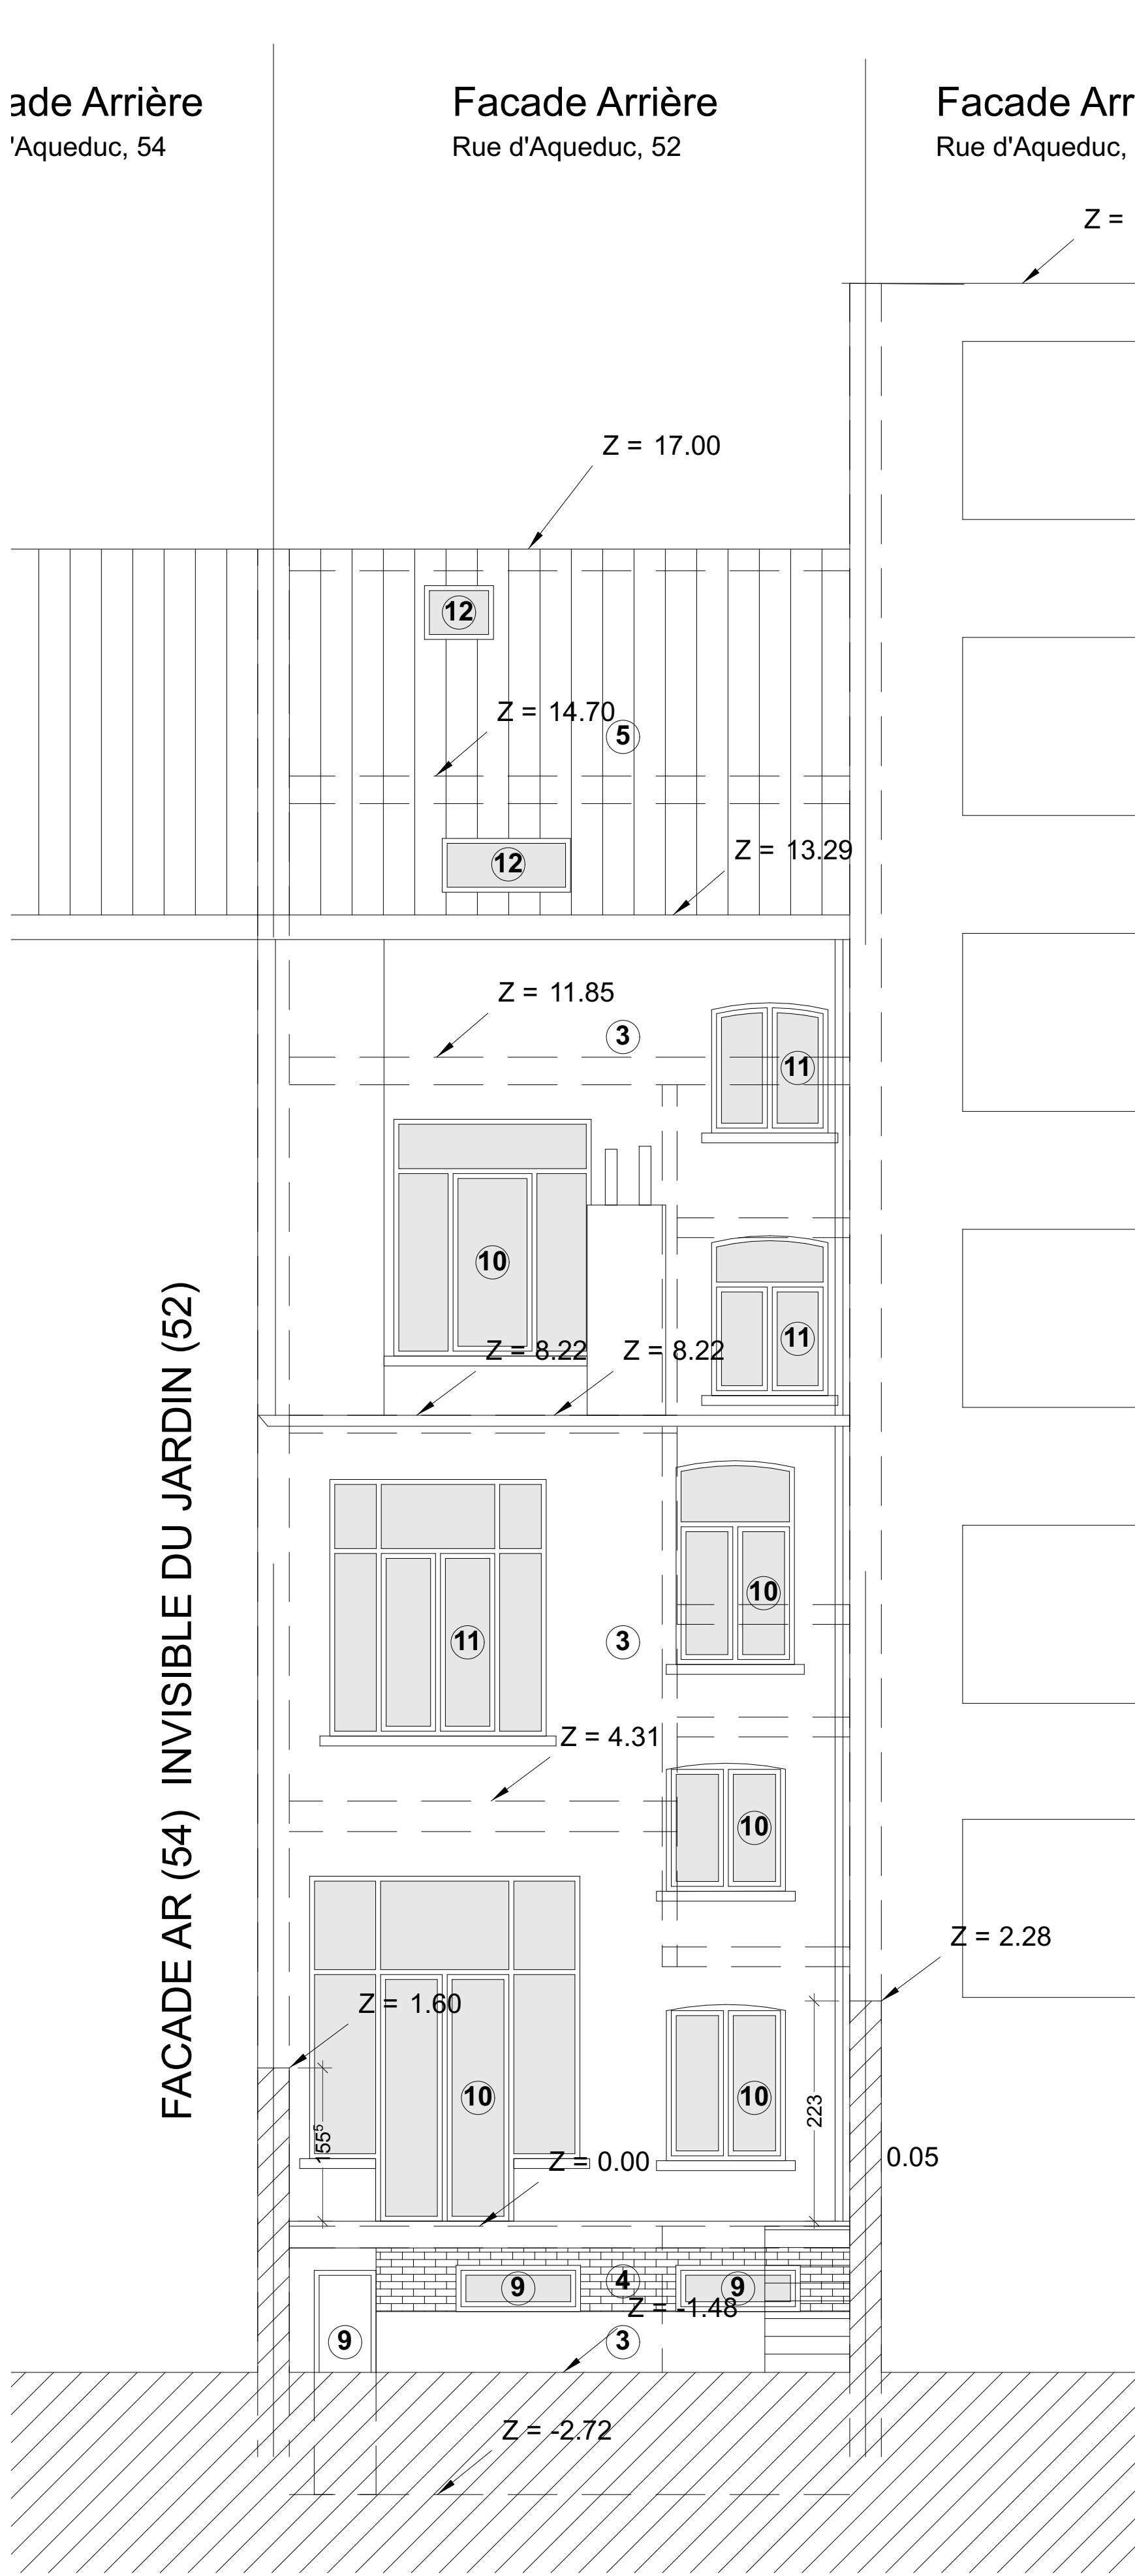 ade Arrière
'Aqueduc, 54
Facade Arrière
Rue d'Aqueduc, 52
Facade Arr
Rue d'Aqueduc,
Z =
Z = 17.00
12
Z = 14.70
5
12
Z = 13.29
Z = 11.85
3
11
10
11
Z = 8.22
Z = 8.22
FACADE AR (54) INVISIBLE DU JARDIN (52)
10
11
3
Z = 4.31
10
Z = 2.28
Z = 1.60
10
10
223
155⁵
Z = 0.00
0.05
9
4
9
Z = -1.48
9
3
Z = -2.72